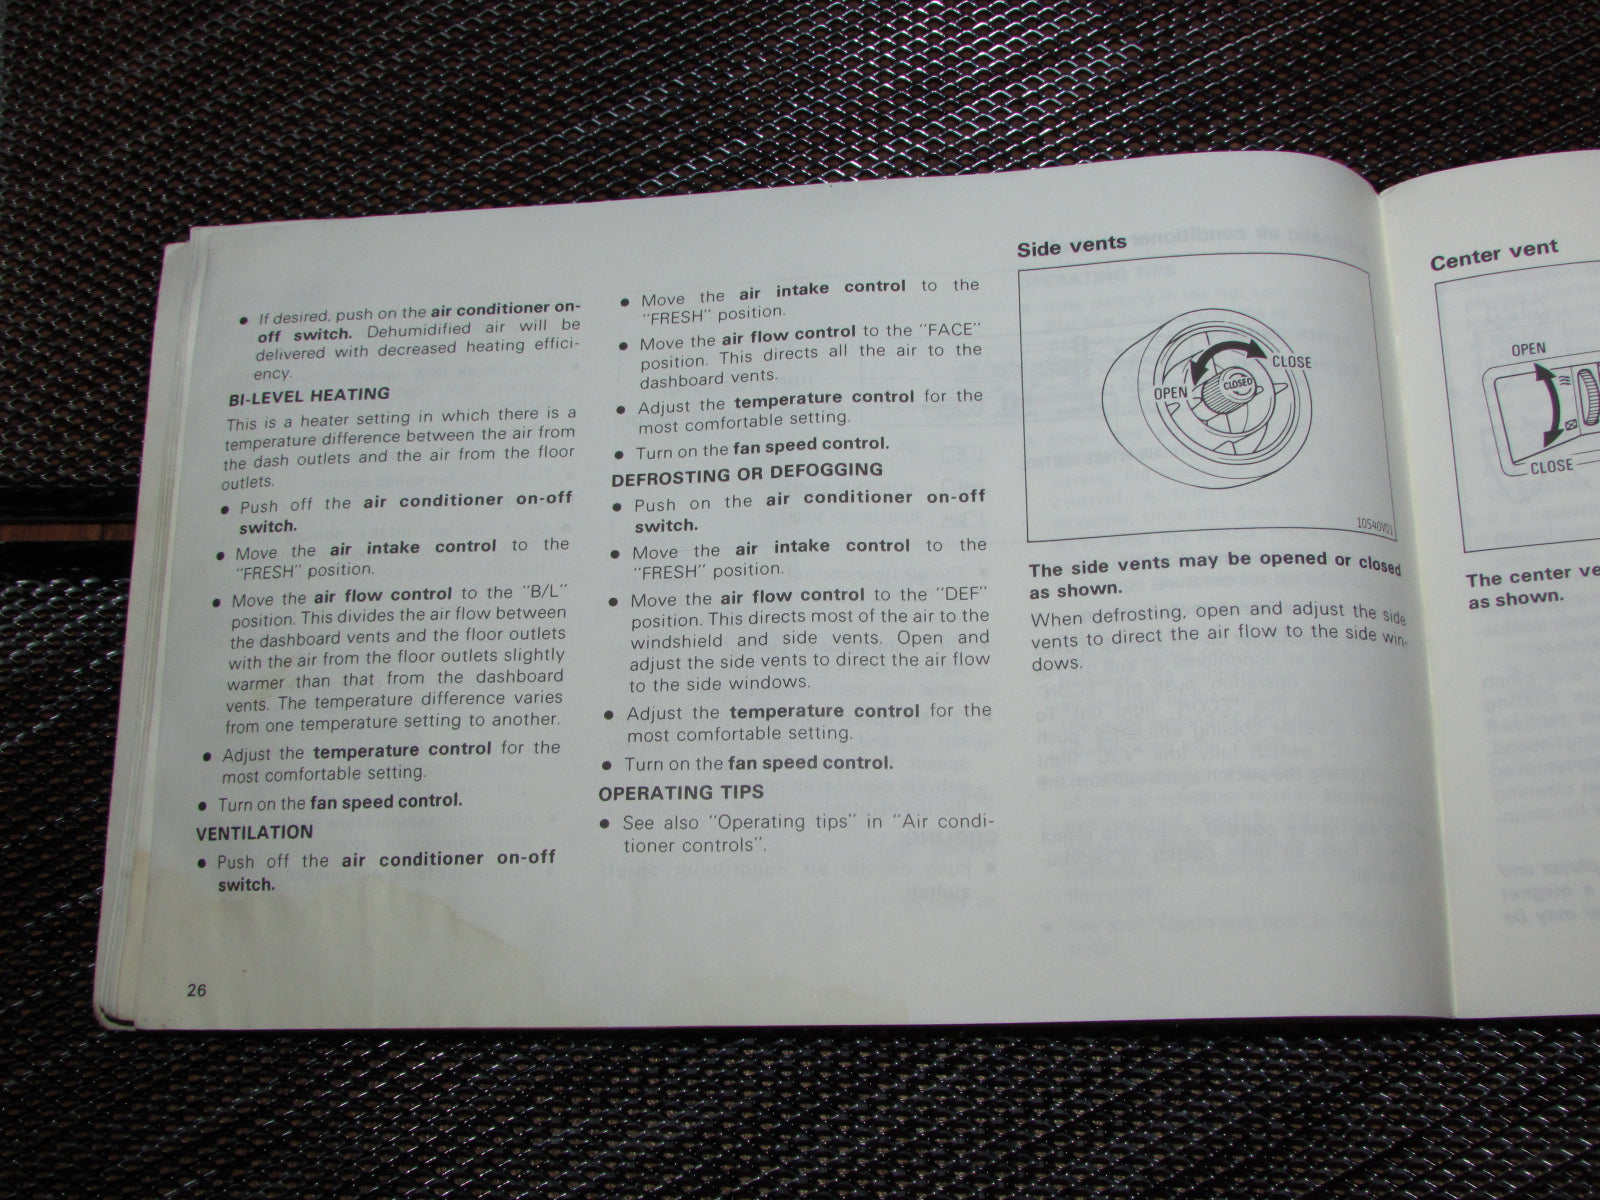 ● If desired, push on the air conditioner on-
off switch. Dehumidified air will be
delivered with decreased heating effici-
ency.
BI-LEVEL HEATING
This is a heater setting in which there is a
temperature difference between the air from
the dash outlets and the air from the floor
outlets.
● Push off the air conditioner on-off
switch.
● Move the air intake control to the
"FRESH" position.
● Move the air flow control to the "B/L"
position. This divides the air flow between
the dashboard vents and the floor outlets
with the air from the floor outlets slightly
warmer than that from the dashboard
vents. The temperature difference varies
from one temperature setting to another.
● Adjust the temperature control for the
most comfortable setting.
● Turn on the fan speed control.
VENTILATION
● Push off the air conditioner on-off
switch.
26
● Move the air intake control to the
"FRESH" position.
● Move the air flow control to the "FACE"
position. This directs all the air to the
dashboard vents.
● Adjust the temperature control for the
most comfortable setting.
● Turn on the fan speed control.
DEFROSTING OR DEFOGGING
● Push on the air conditioner on-off
switch.
● Move the air intake control to the
"FRESH" position.
● Move the air flow control to the "DEF"
position. This directs most of the air to the
windshield and side vents. Open and
adjust the side vents to direct the air flow
to the side windows.
● Adjust the temperature control for the
most comfortable setting.
● Turn on the fan speed control.
OPERATING TIPS
● See also "Operating tips" in "Air condi-
tioner controls".
Side vents
OPEN
CLOSE
CLOSED
10540V01
The side vents may be opened or closed
as shown.
When defrosting, open and adjust the side
vents to direct the air flow to the side win-
dows.
Center vent
OPEN
CLOSE
The center ve
as shown.